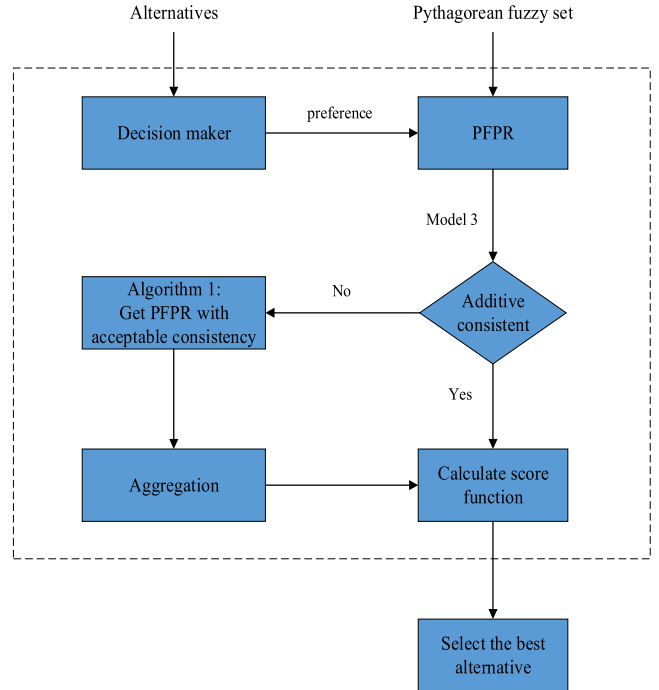 Alternatives
Pythagorean fuzzy set
Decision maker
preference
PFPR
Model 3
Algorithm 1:
Get PFPR with
acceptable consistency
No
Additive
consistent
Yes
Aggregation
Calculate score
function
Select the best
alternative